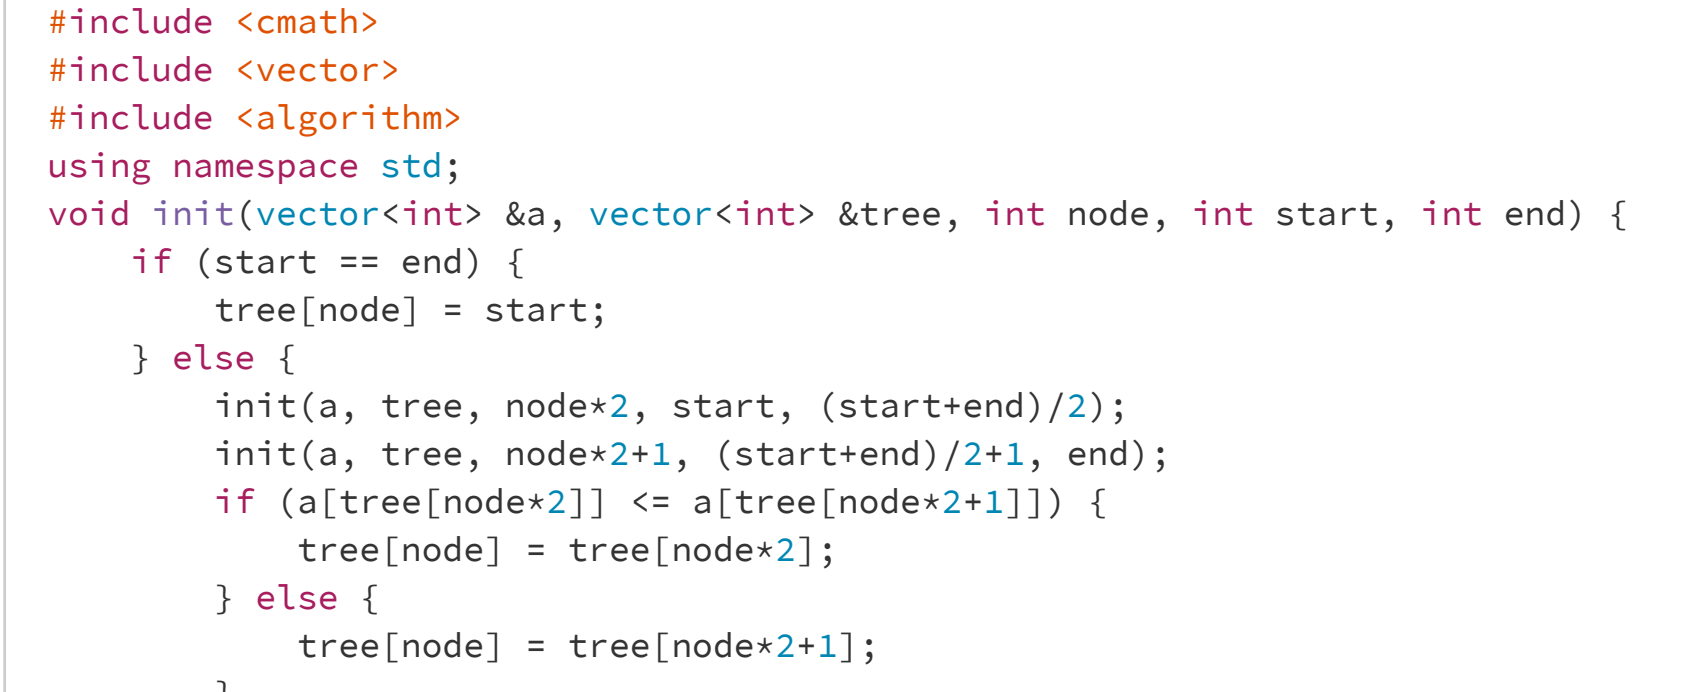 #include <cmath>
#include <vector>
#include <algorithm>
using namespace std;
void init(vector<int> &a, vector<int> &tree, int node, int start, int end) {
    if (start == end) {
        tree[node] = start;
    } else {
        init(a, tree, node*2, start, (start+end)/2);
        init(a, tree, node*2+1, (start+end)/2+1, end);
        if (a[tree[node*2]] <= a[tree[node*2+1]]) {
            tree[node] = tree[node*2];
        } else {
            tree[node] = tree[node*2+1];
        }